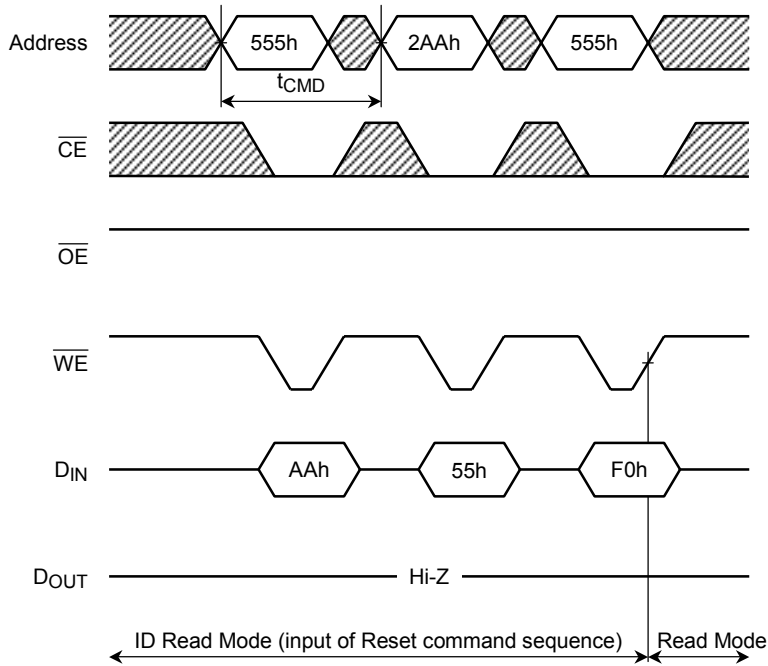 Address 555h 2AAh 555h
tCMD
CE
OE
WE
DIN AAh 55h F0h
DOUT Hi-Z
ID Read Mode (input of Reset command sequence) Read Mode